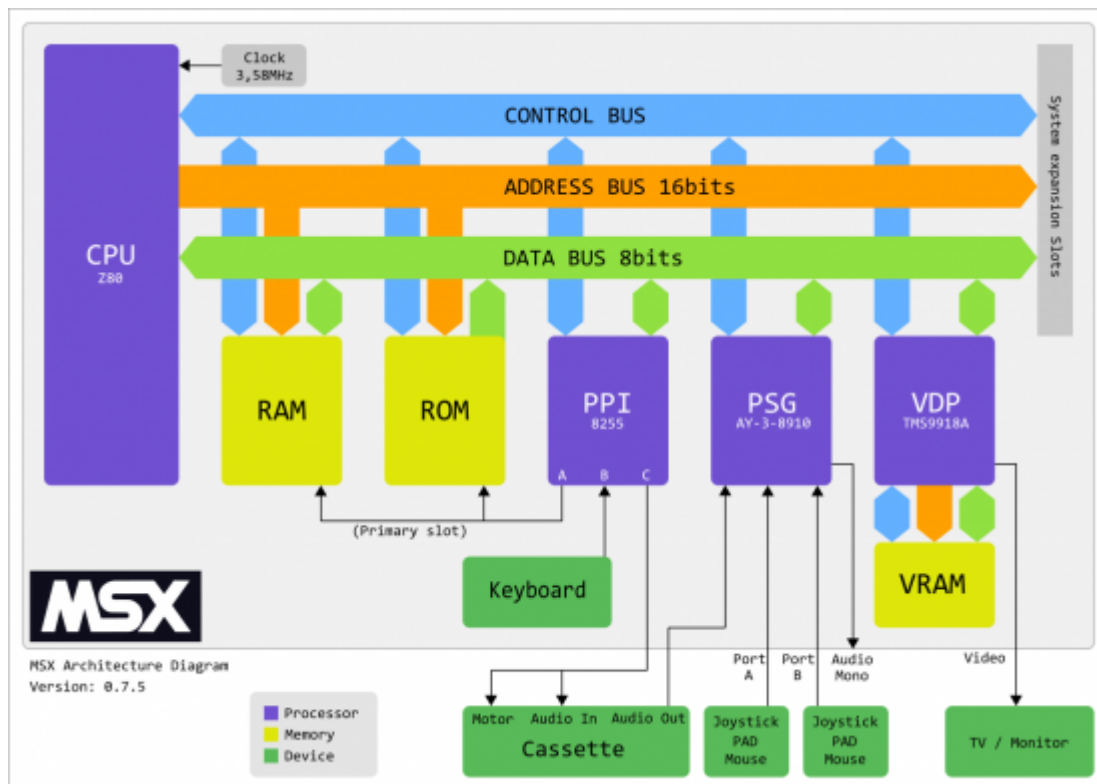 Clock
3,58MHz
CONTROL BUS
ADDRESS BUS 16bits
DATA BUS 8bits
System expansion Slots
CPU
Z80
RAM
ROM
PPI
8255
A B C
PSG
AY-3-8910
VDP
TMS9918A
(Primary slot)
Keyboard
VRAM
MSX
MSX Architecture Diagram
Version: 0.7.5
Port
A
Port
B
Audio
Mono
Video
Processor
Memory
Device
Motor Audio In Audio Out
Cassette
Joystick
PAD
Mouse
Joystick
PAD
Mouse
TV / Monitor